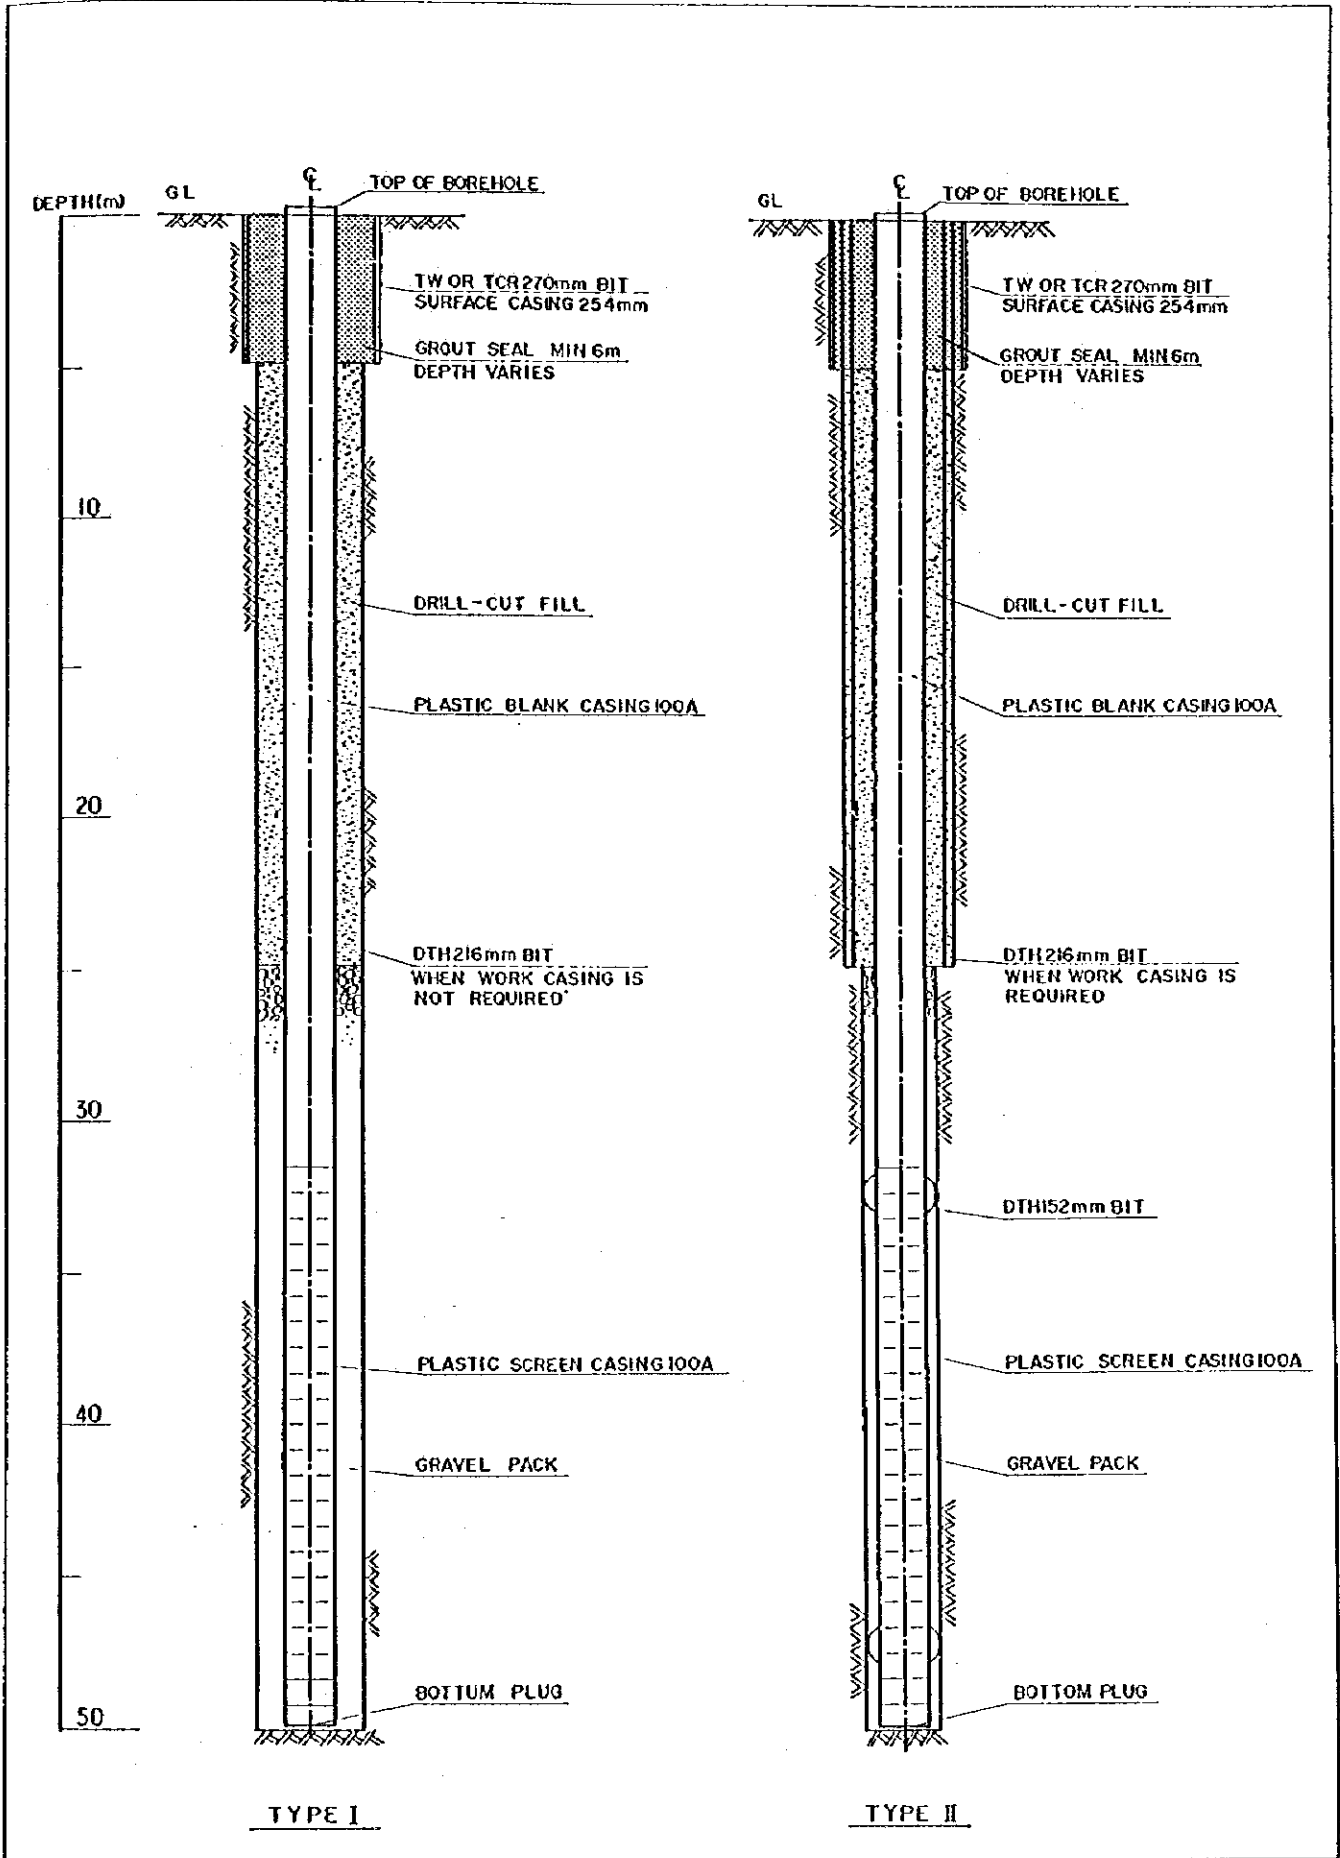 DEPTH(m)
10
20
30
40
50
GL
℄
TOP OF BOREHOLE
TW OR TCR 270mm BIT
SURFACE CASING 254mm
GROUT SEAL MIN 6m
DEPTH VARIES
DRILL-CUT FILL
PLASTIC BLANK CASING 100A
DTH 216mm BIT
WHEN WORK CASING IS
NOT REQUIRED
PLASTIC SCREEN CASING 100A
GRAVEL PACK
BOTTUM PLUG
TYPE I
GL
℄
TOP OF BOREHOLE
TW OR TCR 270mm BIT
SURFACE CASING 254mm
GROUT SEAL MIN 6m
DEPTH VARIES
DRILL-CUT FILL
PLASTIC BLANK CASING 100A
DTH 216mm BIT
WHEN WORK CASING IS
REQUIRED
DTH 152mm BIT
PLASTIC SCREEN CASING 100A
GRAVEL PACK
BOTTOM PLUG
TYPE II